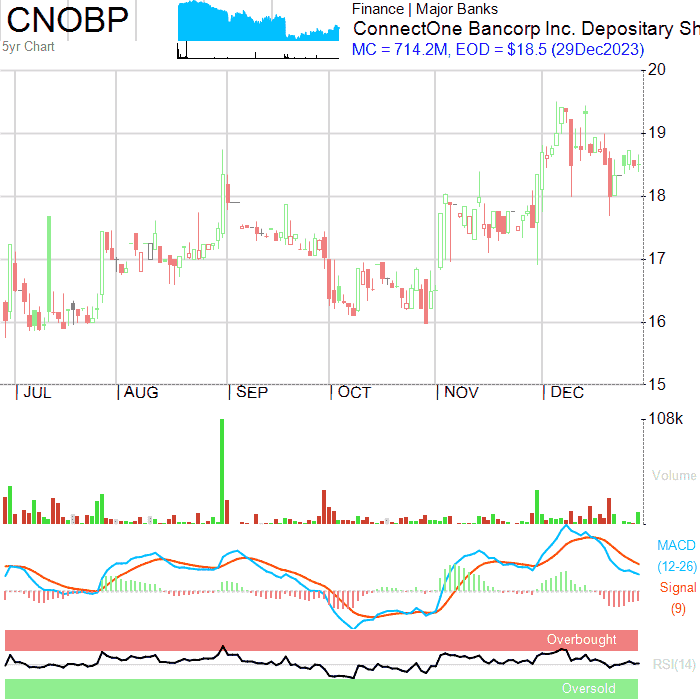 CNOBP
5yr Chart
Finance | Major Banks
ConnectOne Bancorp Inc. Depositary Sh
MC = 714.2M, EOD = $18.5 (29Dec2023)
20
19
18
17
16
15
JUL AUG SEP OCT NOV DEC
108k
Volume
MACD
(12-26)
Signal
(9)
Overbought
RSI(14)
Oversold